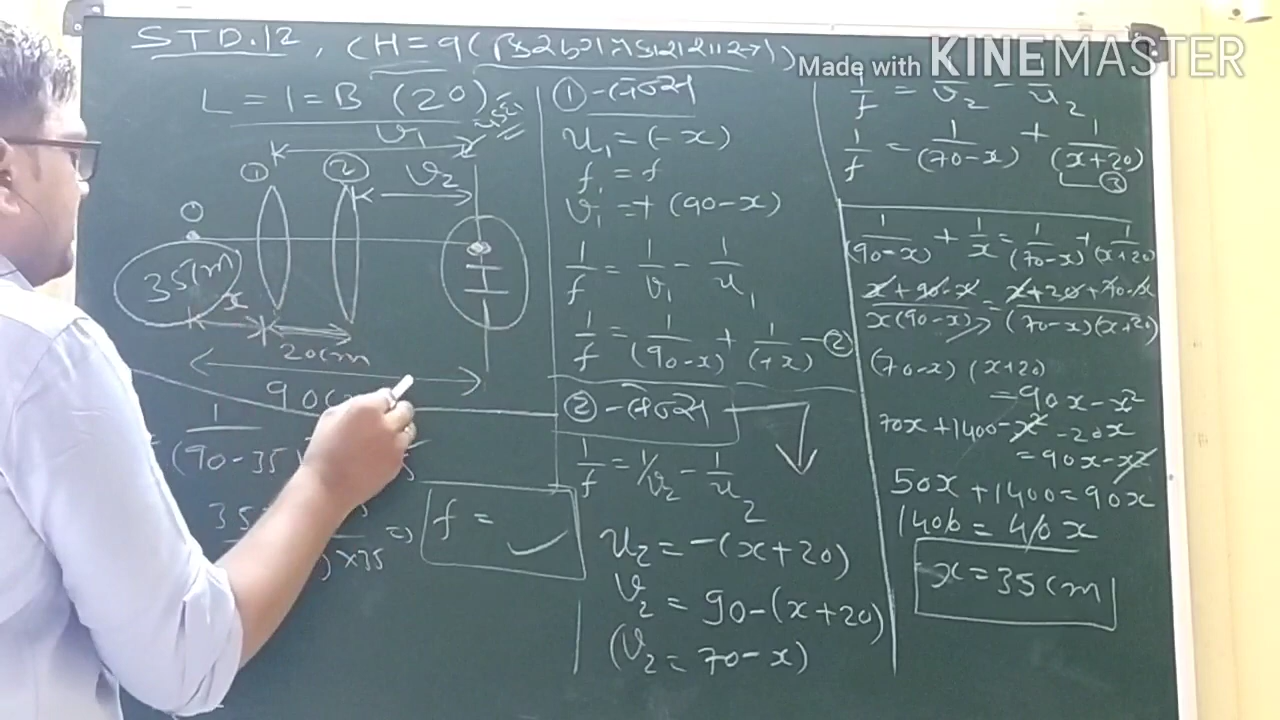 STD.12, CH=9 (
L=1=B (20)
Made with KINEMASTER
v₁
① ②
v₂
O
35cm
x
20cm
1
(90-35
35
×35 ⇒ f =
①-લેન્સ
u₁ = (-x)
f₁ = f
v₁ = + (90-x)
1/f = 1/v₁ - 1/u₁
1/f = 1/(90-x) + 1/(+x) -②
②-લેન્સ
1/f = 1/v₂ - 1/u₂
u₂ = -(x+20)
v₂ = 90-(x+20)
(v₂ = 70-x)
1/f = 1/v₂ - 1/u₂
1/f = 1/(70-x) + 1/(x+20)
③
1/(90-x) + 1/x = 1/(70-x) + 1/(x+20)
x+90-x/x(90-x) = x+20+70-x/(70-x)(x+20)
(70-x) (x+20)
= 90x-x²
70x+1400-x² -20x
= 90x-x²
50x+1400=90x
1400 = 40x
x=35cm